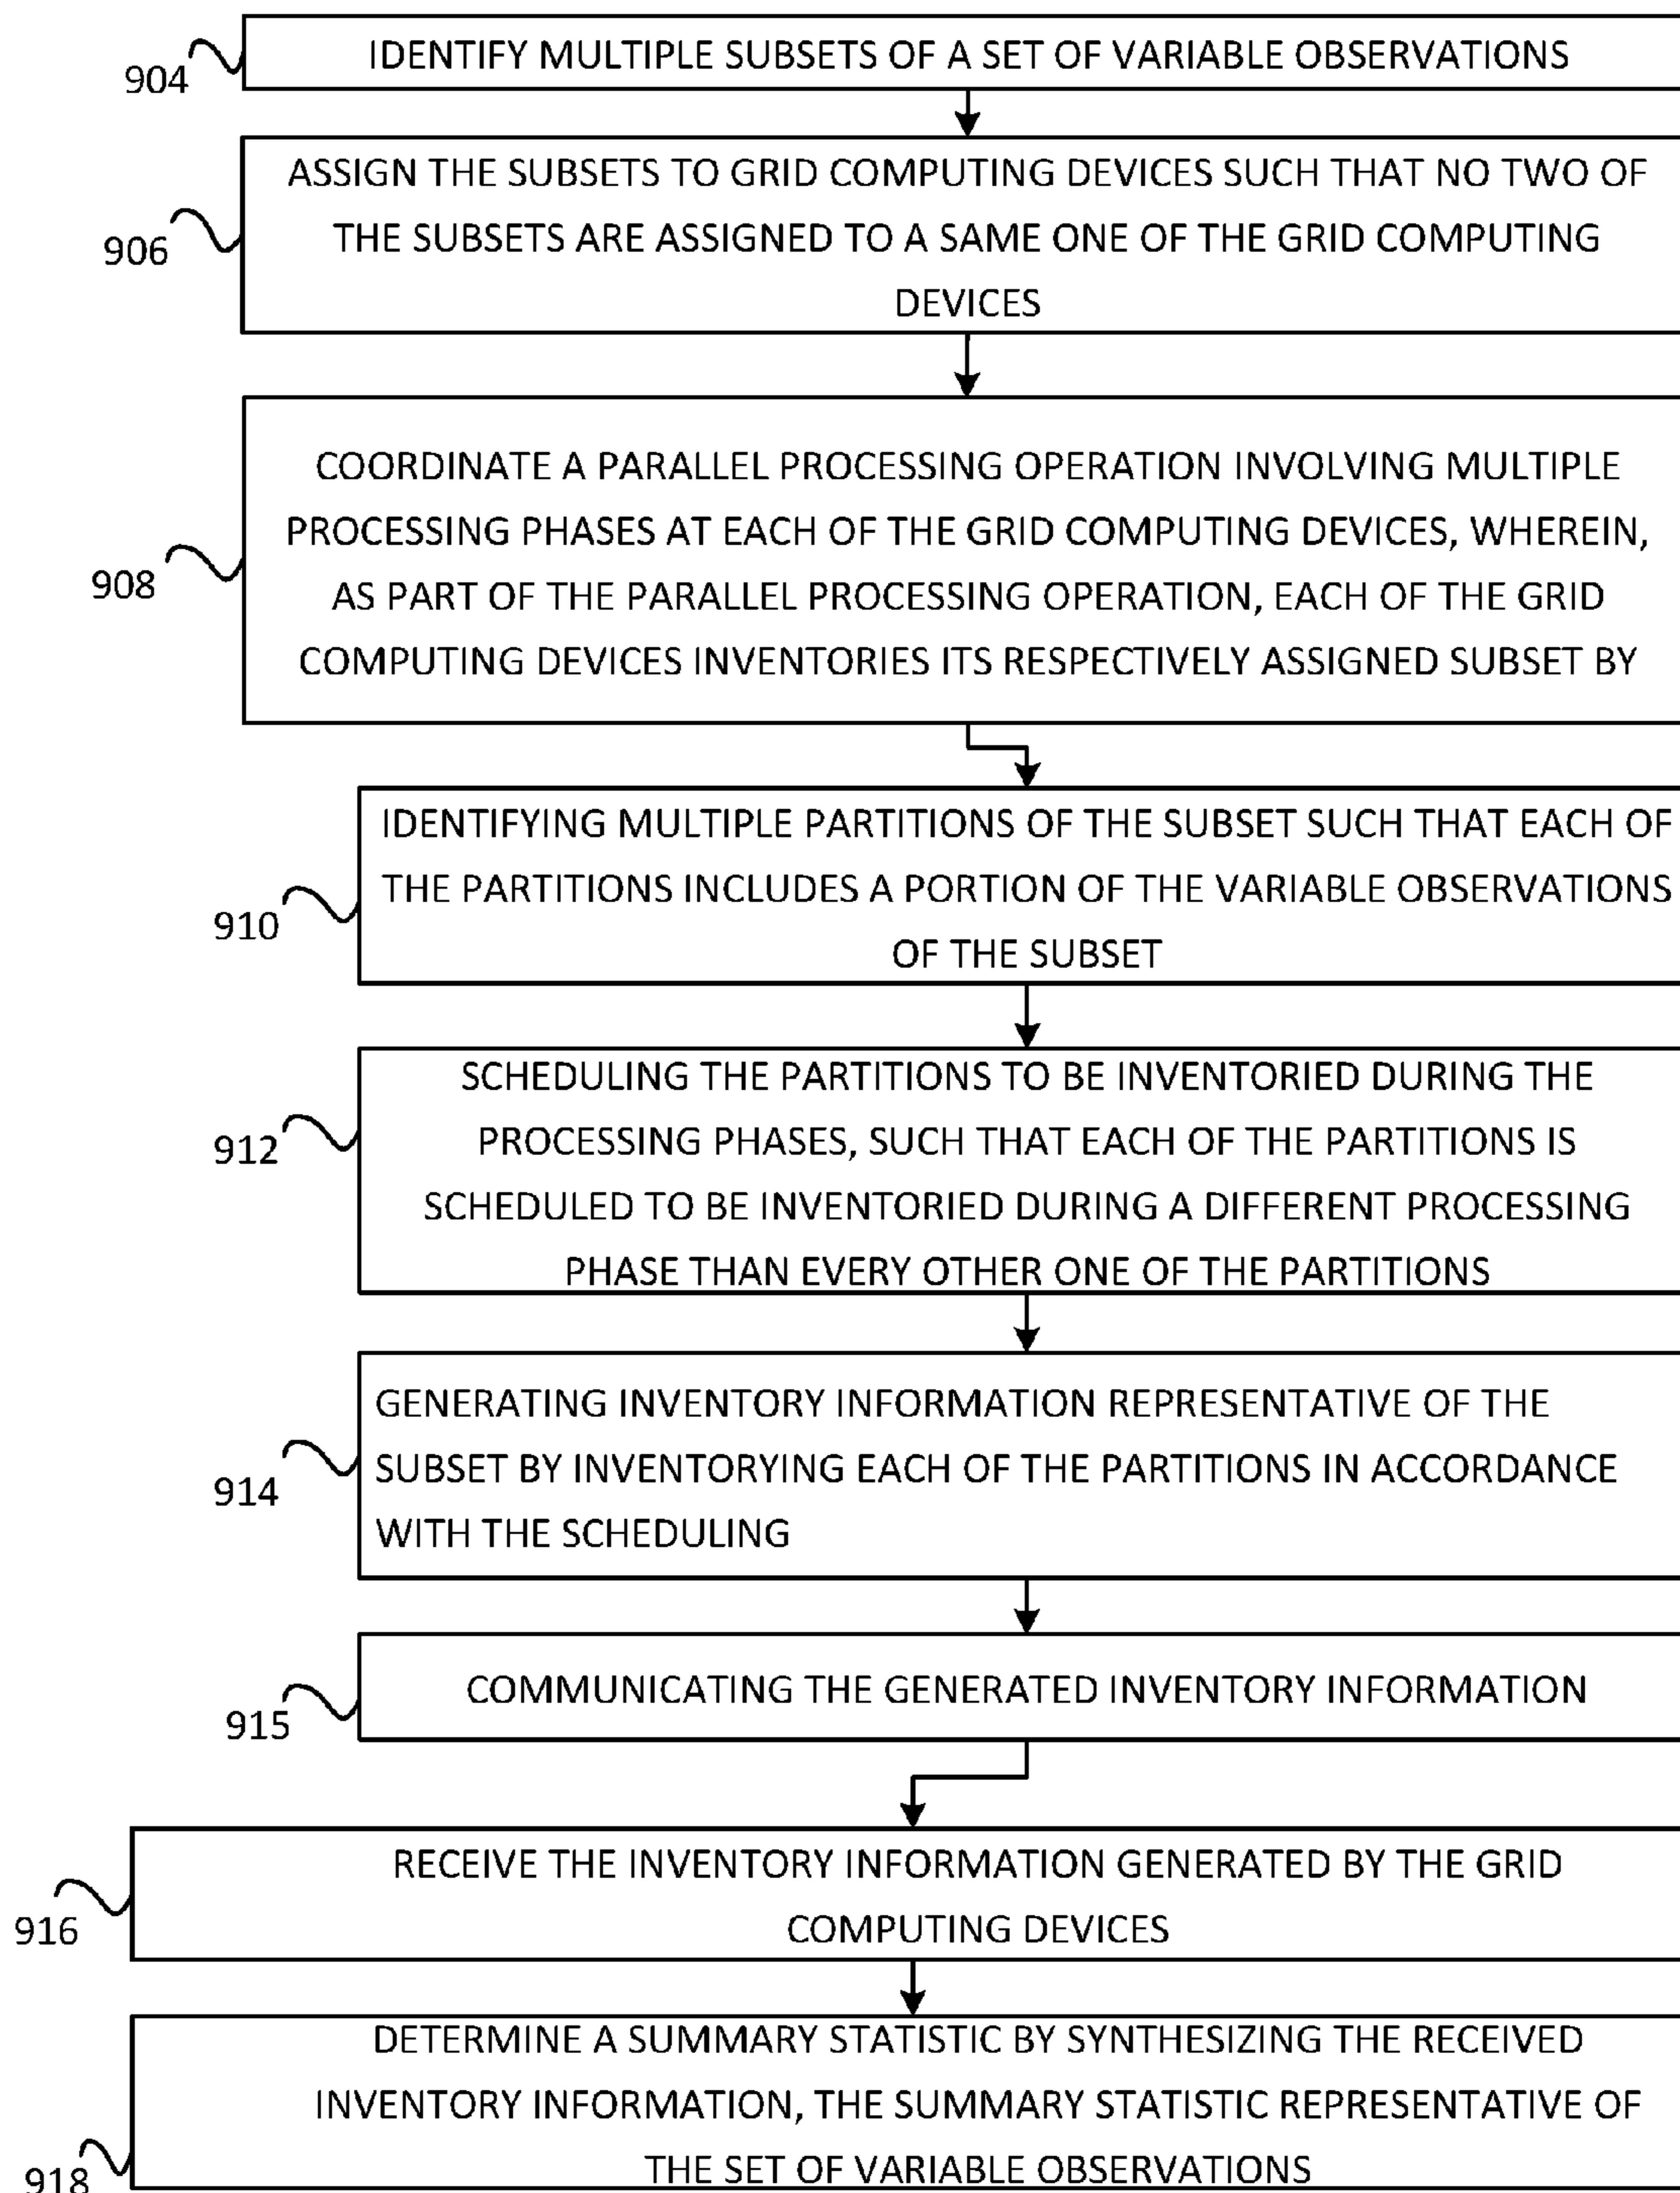 904
IDENTIFY MULTIPLE SUBSETS OF A SET OF VARIABLE OBSERVATIONS
906
ASSIGN THE SUBSETS TO GRID COMPUTING DEVICES SUCH THAT NO TWO OF
THE SUBSETS ARE ASSIGNED TO A SAME ONE OF THE GRID COMPUTING
DEVICES
908
COORDINATE A PARALLEL PROCESSING OPERATION INVOLVING MULTIPLE
PROCESSING PHASES AT EACH OF THE GRID COMPUTING DEVICES, WHEREIN,
AS PART OF THE PARALLEL PROCESSING OPERATION, EACH OF THE GRID
COMPUTING DEVICES INVENTORIES ITS RESPECTIVELY ASSIGNED SUBSET BY
910
IDENTIFYING MULTIPLE PARTITIONS OF THE SUBSET SUCH THAT EACH OF
THE PARTITIONS INCLUDES A PORTION OF THE VARIABLE OBSERVATIONS
OF THE SUBSET
912
SCHEDULING THE PARTITIONS TO BE INVENTORIED DURING THE
PROCESSING PHASES, SUCH THAT EACH OF THE PARTITIONS IS
SCHEDULED TO BE INVENTORIED DURING A DIFFERENT PROCESSING
PHASE THAN EVERY OTHER ONE OF THE PARTITIONS
914
GENERATING INVENTORY INFORMATION REPRESENTATIVE OF THE
SUBSET BY INVENTORYING EACH OF THE PARTITIONS IN ACCORDANCE
WITH THE SCHEDULING
915
COMMUNICATING THE GENERATED INVENTORY INFORMATION
916
RECEIVE THE INVENTORY INFORMATION GENERATED BY THE GRID
COMPUTING DEVICES
918
DETERMINE A SUMMARY STATISTIC BY SYNTHESIZING THE RECEIVED
INVENTORY INFORMATION, THE SUMMARY STATISTIC REPRESENTATIVE OF
THE SET OF VARIABLE OBSERVATIONS